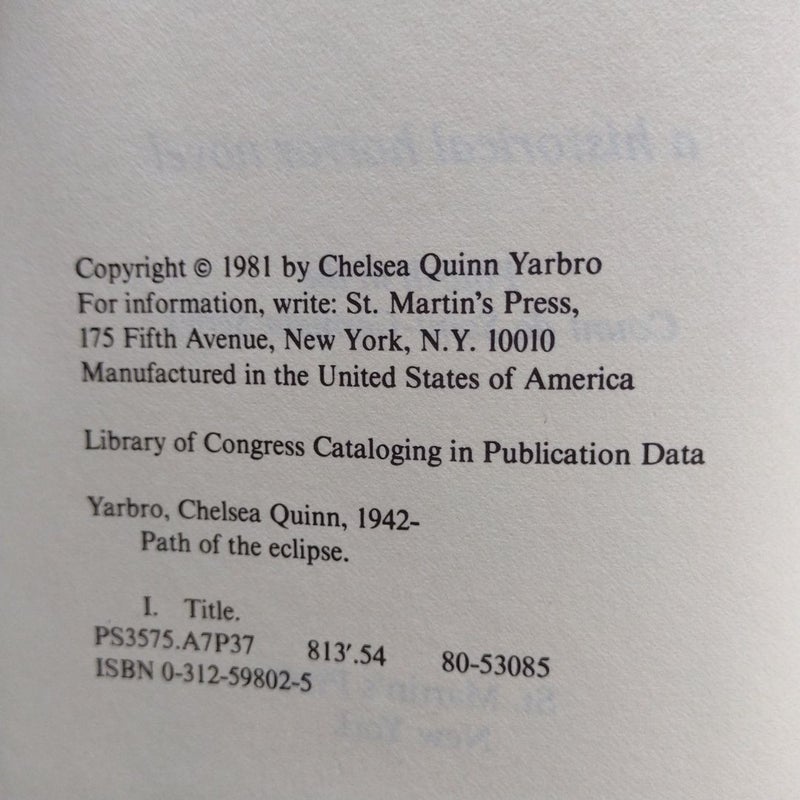 Copyright © 1981 by Chelsea Quinn Yarbro
For information, write: St. Martin's Press,
175 Fifth Avenue, New York, N.Y. 10010
Manufactured in the United States of America
Library of Congress Cataloging in Publication Data
Yarbro, Chelsea Quinn, 1942-
Path of the eclipse.
I. Title.
PS3575.A7P37 813'.54 80-53085
ISBN 0-312-59802-5